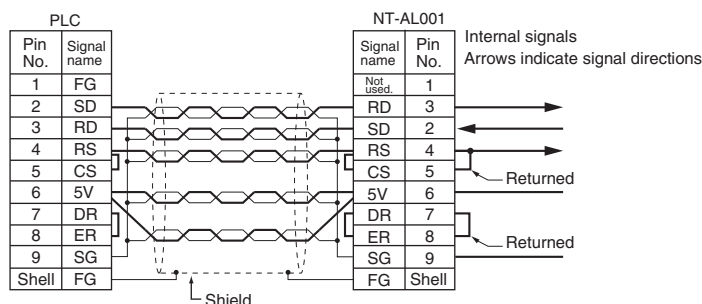 PLC
NT-AL001
Pin No. Signal name
1 FG
2 SD
3 RD
4 RS
5 CS
6 5V
7 DR
8 ER
9 SG
Shell FG
Signal name Pin No.
Not used. 1
RD 3
SD 2
RS 4
CS 5
5V 6
DR 7
ER 8
SG 9
FG Shell
Internal signals
Arrows indicate signal directions
Returned
Returned
Shield